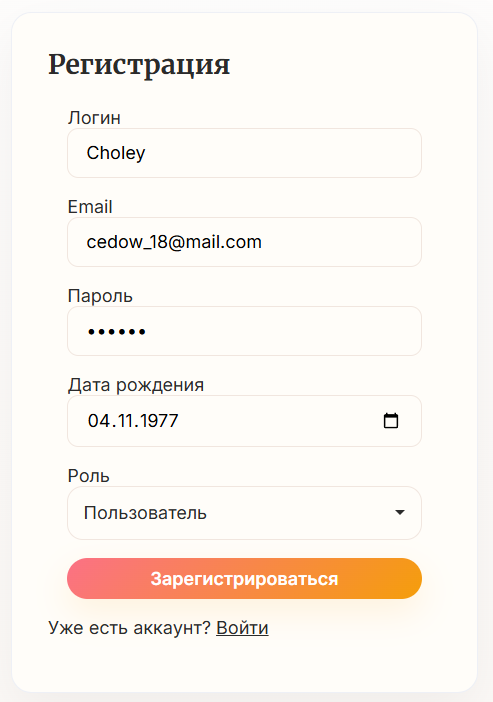 Регистрация
Логин
Choley
Email
cedow_18@mail.com
Пароль
••••••
Дата рождения
04.11.1977
Роль
Пользователь
Зарегистрироваться
Уже есть аккаунт? Войти